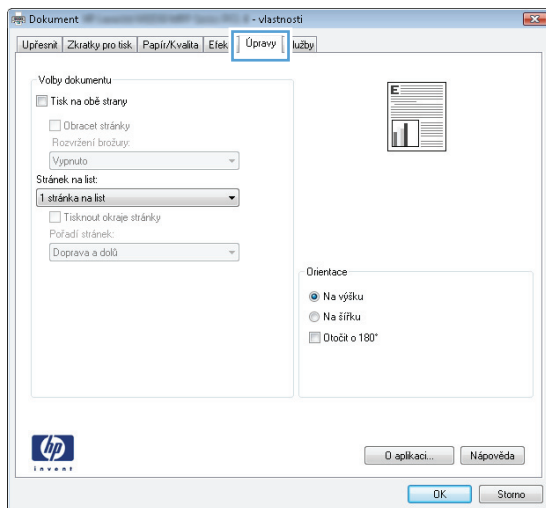 Dokument - vlastnosti
Upřesnit Zkratky pro tisk Papír/Kvalita Efek Úpravy lužby
Volby dokumentu
Tisk na obě strany
E
Obracet stránky
Rozvržení brožury:
Vypnuto
Stránek na list:
1 stránka na list
Tisknout okraje stránky
Pořadí stránek:
Doprava a dolů
Orientace
Na výšku
Na šířku
Otočit o 180°
hp
invent
O aplikaci... Nápověda
OK Storno